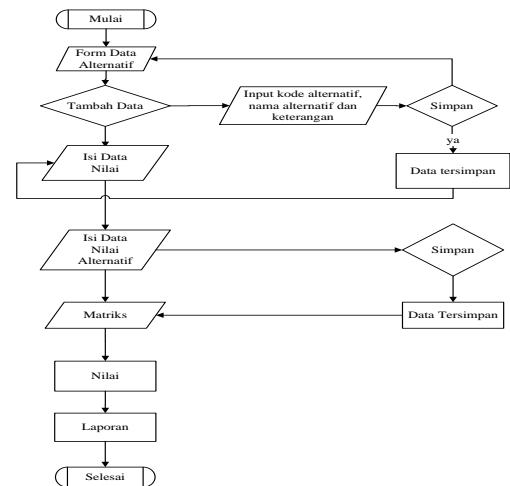 Mulai
Form Data
Alternatif
Tambah Data
Input kode alternatif,
nama alternatif dan
keterangan
Simpan
ya
Isi Data
Nilai
Data tersimpan
Isi Data
Nilai
Alternatif
Simpan
Matriks
Data Tersimpan
Nilai
Laporan
Selesai